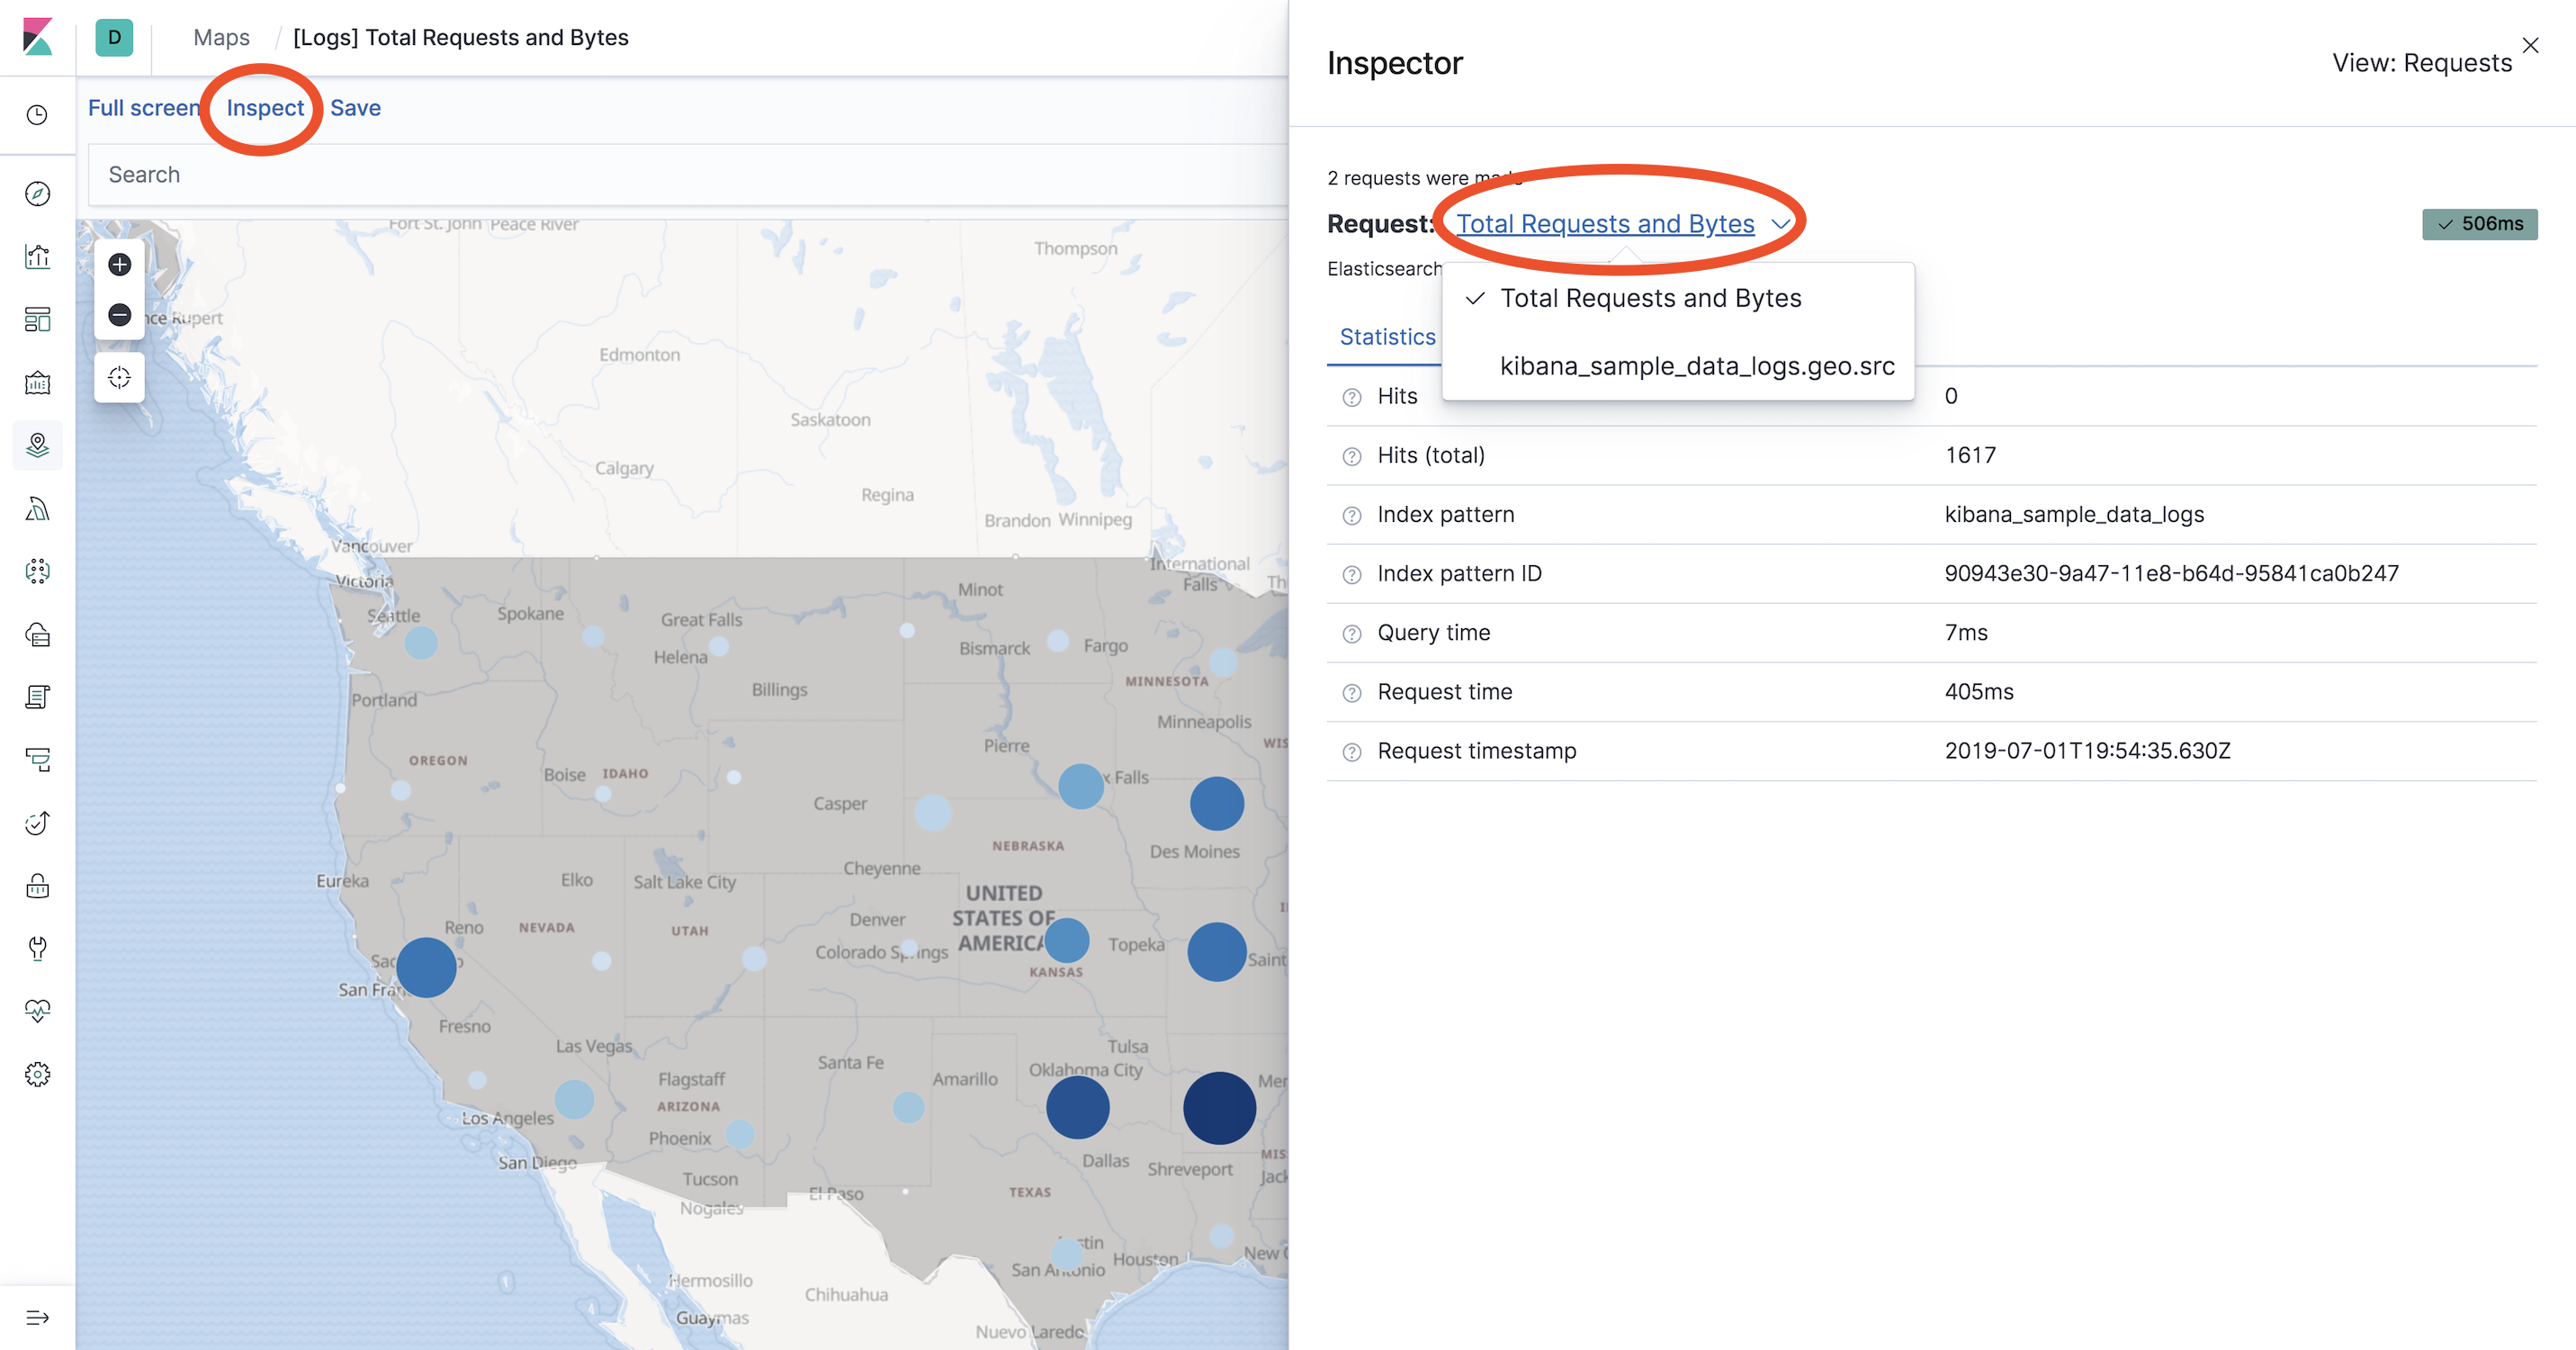 D
Maps / [Logs] Total Requests and Bytes
Full screen
Inspect
Save
Search
Inspector
View: Requests
2 requests were made
Request: Total Requests and Bytes
506ms
Elasticsearch
Total Requests and Bytes
kibana_sample_data_logs.geo.src
Statistics
Hits 0
Hits (total) 1617
Index pattern kibana_sample_data_logs
Index pattern ID 90943e30-9a47-11e8-b64d-95841ca0b247
Query time 7ms
Request time 405ms
Request timestamp 2019-07-01T19:54:35.630Z
Fort St. John
Peace River
Thompson
Rupert
Edmonton
Saskatoon
Calgary
Regina
Brandon
Winnipeg
Vancouver
International
Falls
Victoria
Minot
Seattle
Spokane
Great Falls
Bismarck
Fargo
Helena
MINNESOTA
Billings
Portland
Minneapolis
Pierre
OREGON
Boise
IDAHO
Falls
Casper
NEBRASKA
Des Moines
Cheyenne
Eureka
Elko
Salt Lake City
UNITED
STATES OF
AMERICA
Denver
Reno
NEVADA
UTAH
Topeka
Colorado Springs
Saint
KANSAS
San Fran
Fresno
Las Vegas
Tulsa
Santa Fe
Oklahoma City
Flagstaff
Amarillo
ARIZONA
Los Angeles
Phoenix
San Diego
Dallas
Shreveport
Tucson
TEXAS
El Paso
Nogales
Houston
New
San Antonio
Hermosillo
Chihuahua
Guaymas
Nuevo Laredo